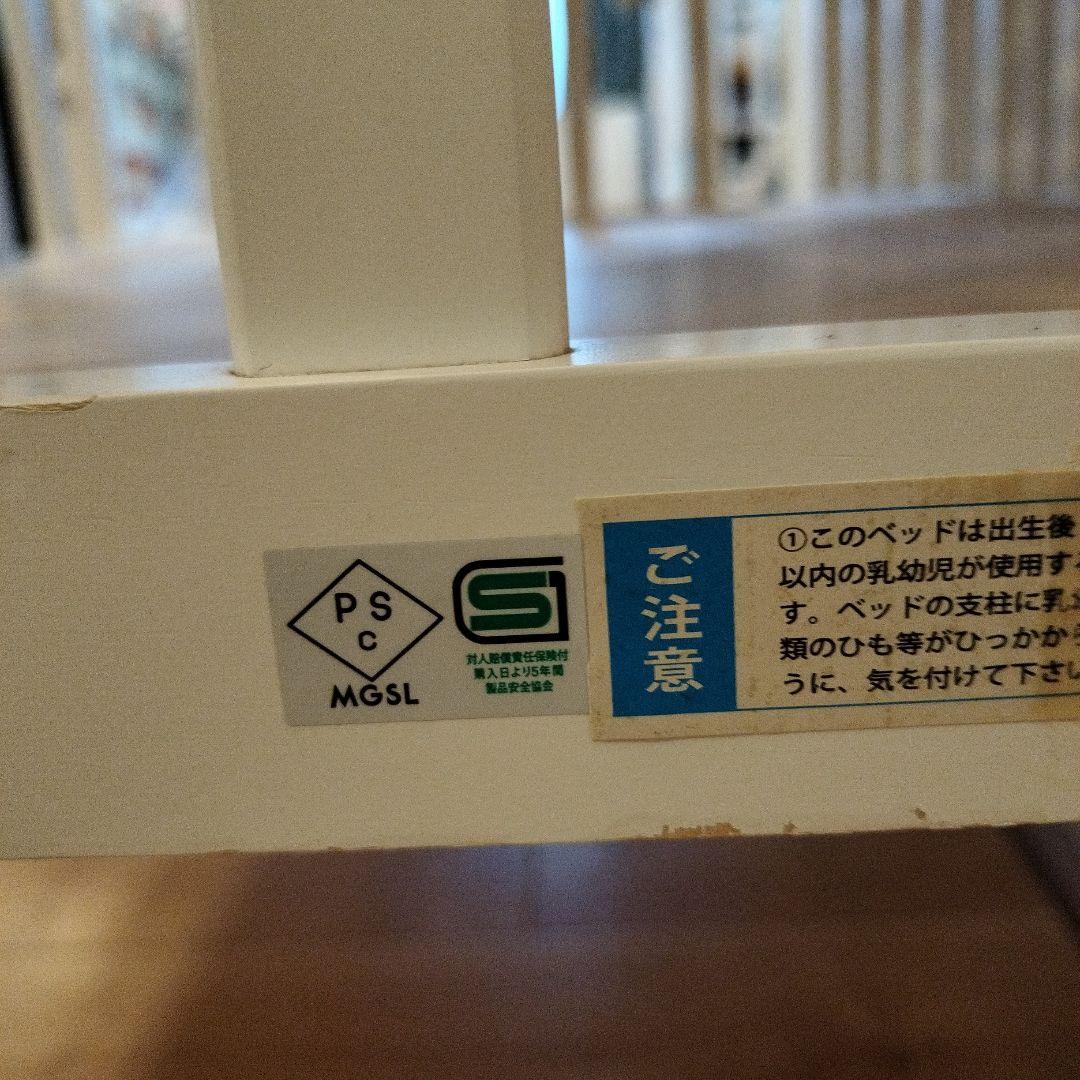 PS
C
MGSL
SG
対人賠償責任保険付
購入日より5年間
製品安全協会
ご注意
①このベッドは出生後
以内の乳幼児が使用す
す。ベッドの支柱に乳
類のひも等がひっかか
うに、気を付けて下さい